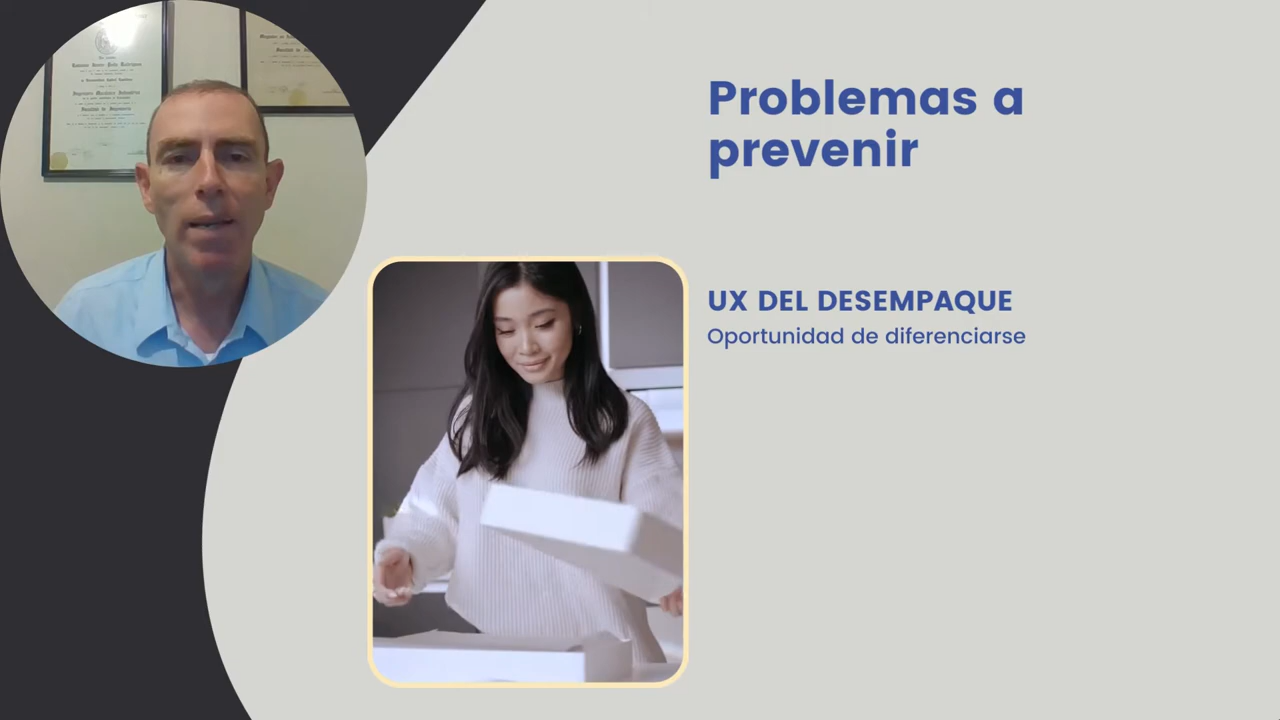 Problemas a
prevenir
UX DEL DESEMPAQUE
Oportunidad de diferenciarse